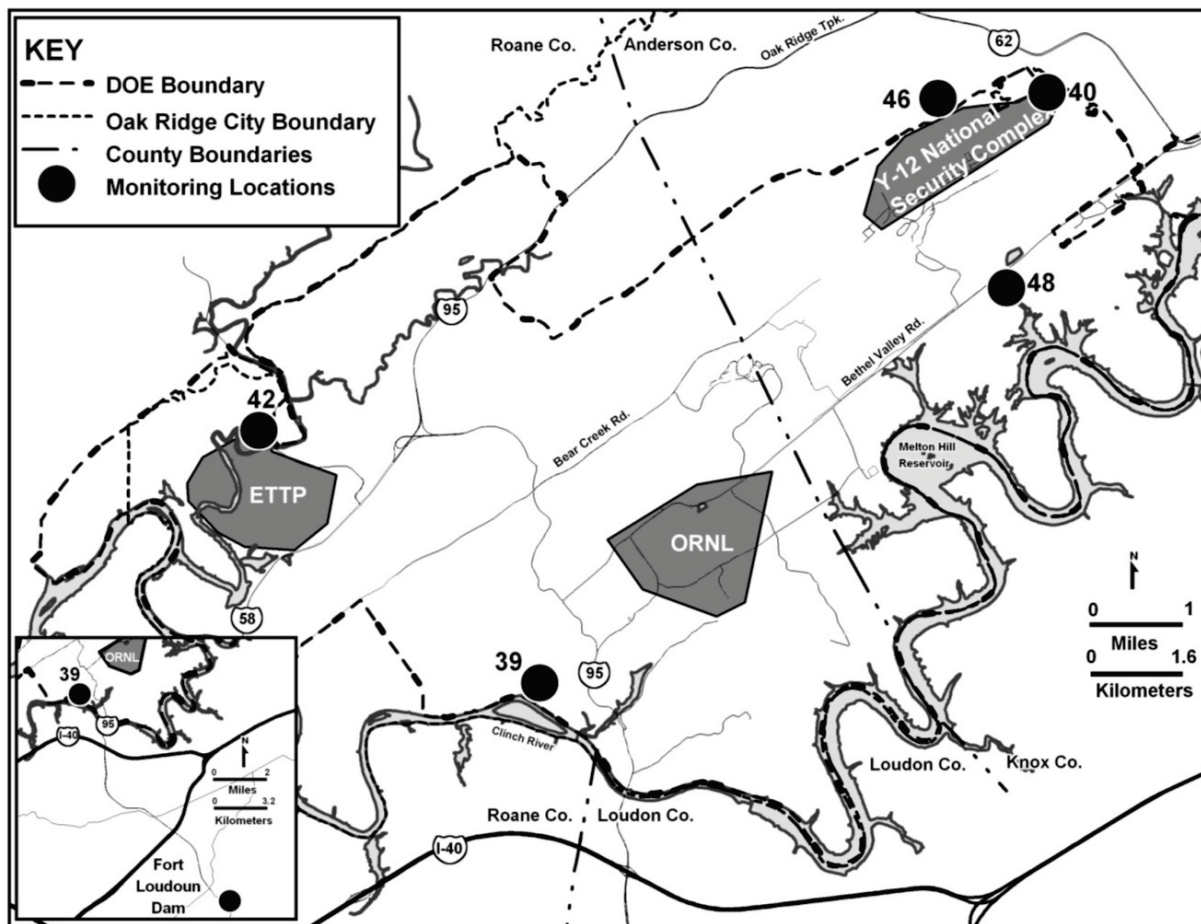 KEY
DOE Boundary
Oak Ridge City Boundary
County Boundaries
Monitoring Locations
Roane Co.
Anderson Co.
Oak Ridge Tpk.
62
46
40
Y-12 National
Security Complex
48
95
Bethel Valley Rd.
42
Bear Creek Rd.
Melton Hill
Reservoir
ETTP
ORNL
N
0 1
Miles
0 1.6
Kilometers
58
39
95
Clinch River
Loudon Co.
Knox Co.
Roane Co.
Loudon Co.
I-40
ORNL
39
95
I-40
N
0 2
Miles
0 3.2
Kilometers
Fort
Loudoun
Dam